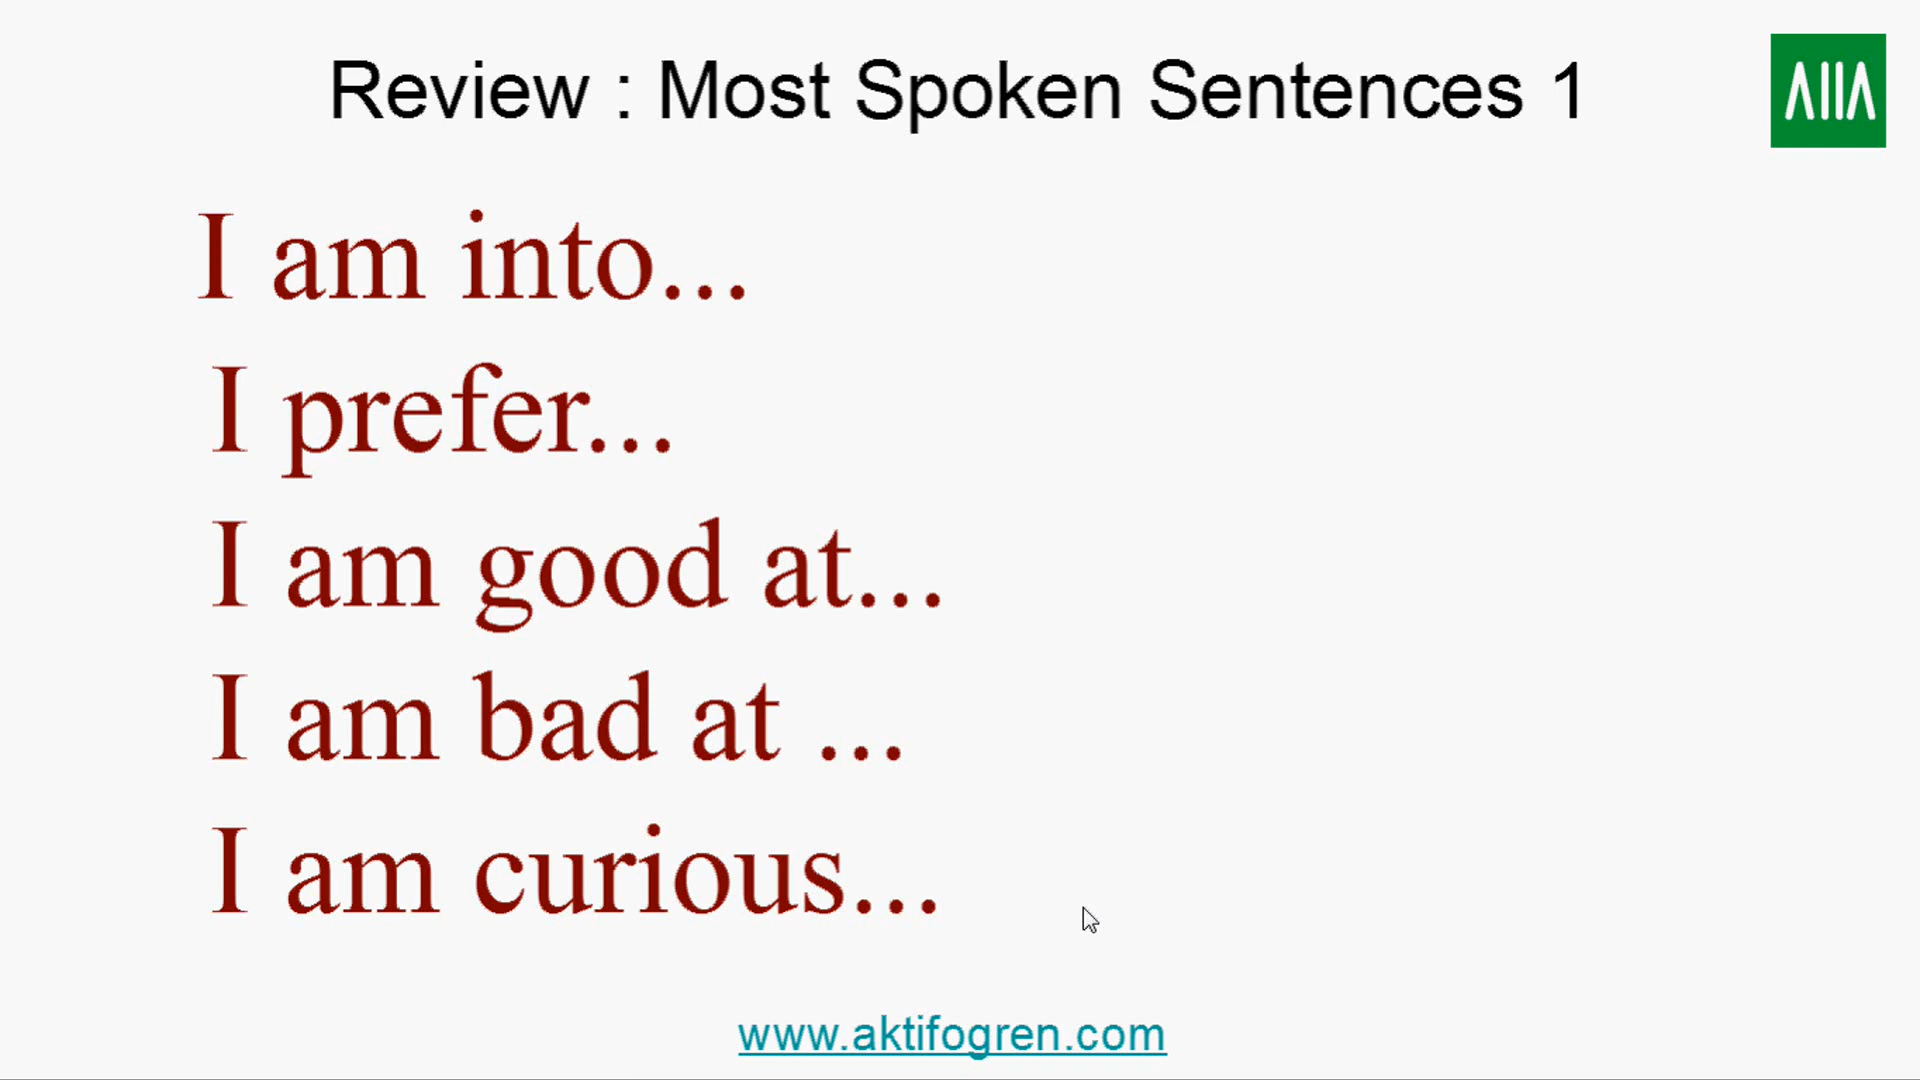 Review : Most Spoken Sentences 1
I am into...
I prefer...
I am good at...
I am bad at ...
I am curious...
www.aktifogren.com